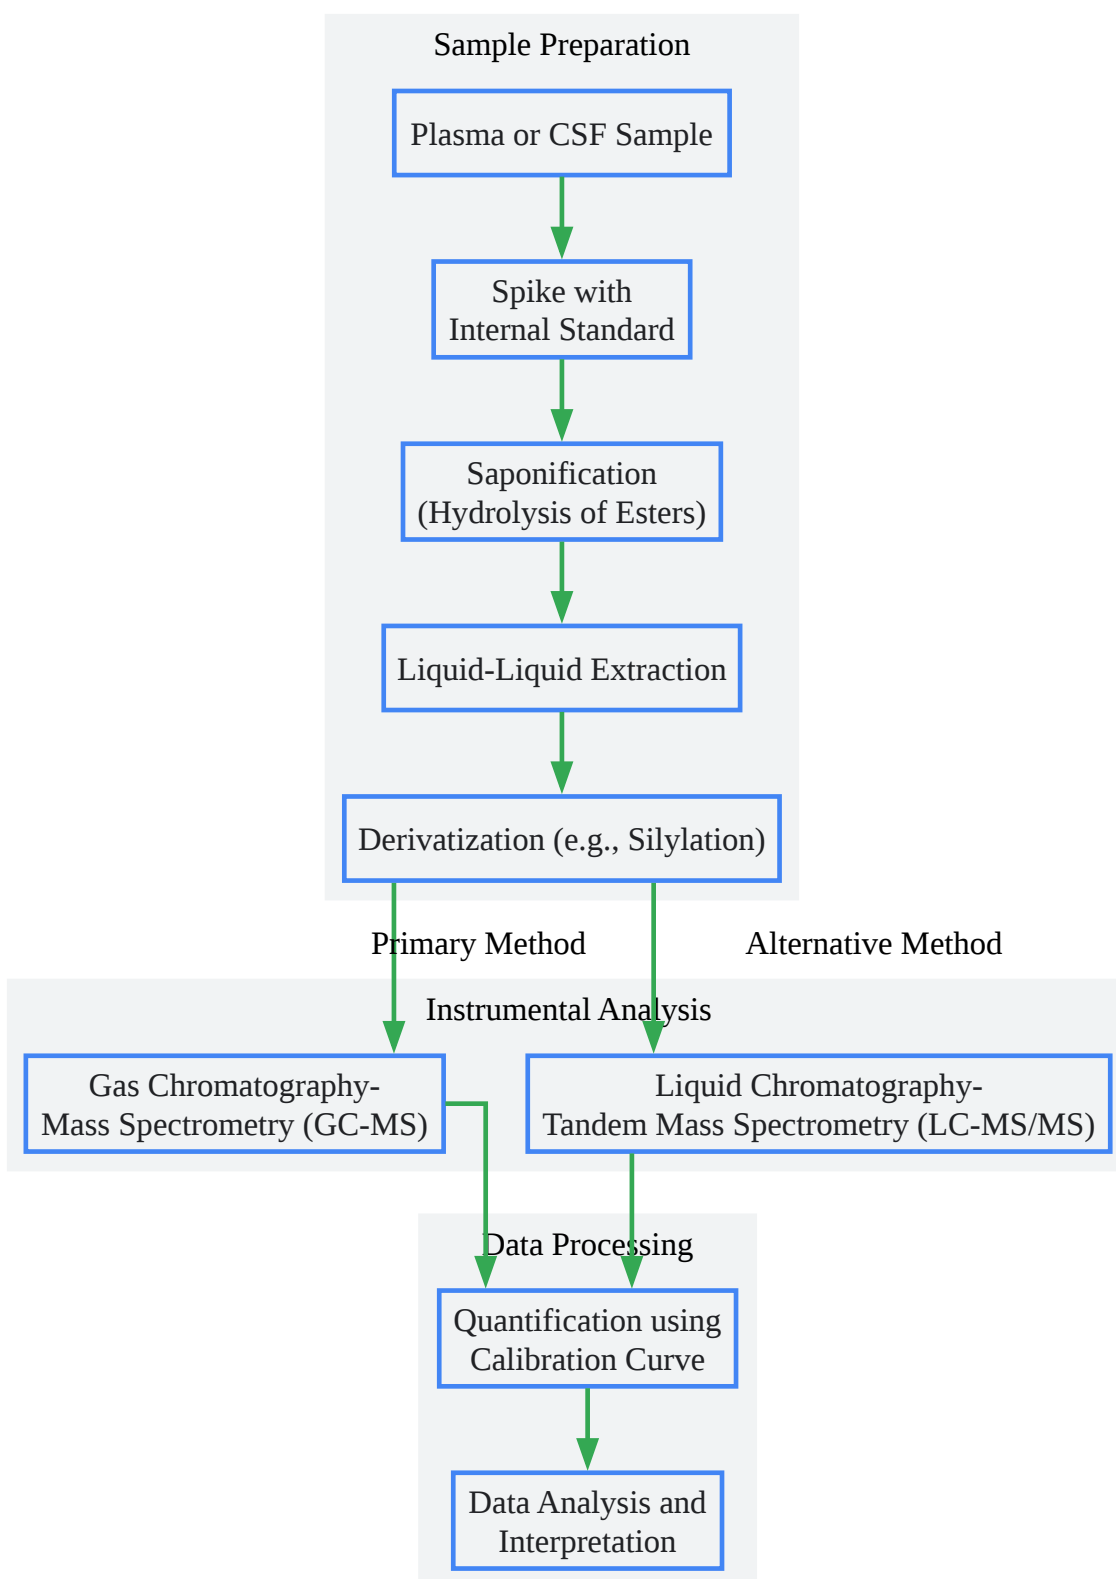 Sample Preparation
Plasma or CSF Sample
Spike with
Internal Standard
Saponification
(Hydrolysis of Esters)
Liquid-Liquid Extraction
Derivatization (e.g., Silylation)
Primary Method
Alternative Method
Instrumental Analysis
Gas Chromatography-
Mass Spectrometry (GC-MS)
Liquid Chromatography-
Tandem Mass Spectrometry (LC-MS/MS)
Data Processing
Quantification using
Calibration Curve
Data Analysis and
Interpretation